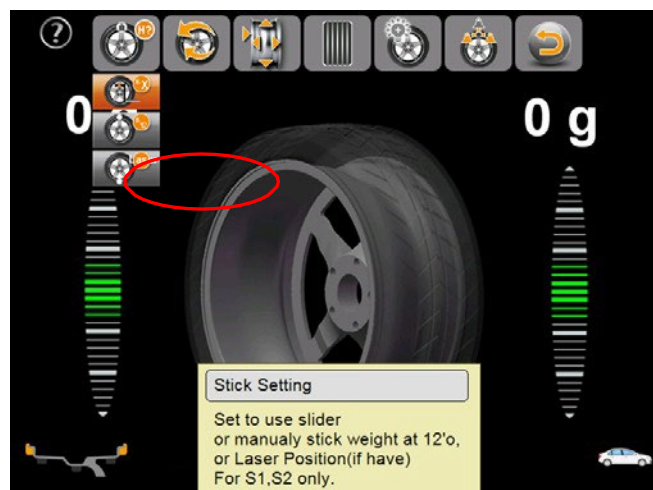 ?
H?
0
0 g
Stick Setting
Set to use slider
or manualy stick weight at 12'o,
or Laser Position(if have)
For S1,S2 only.